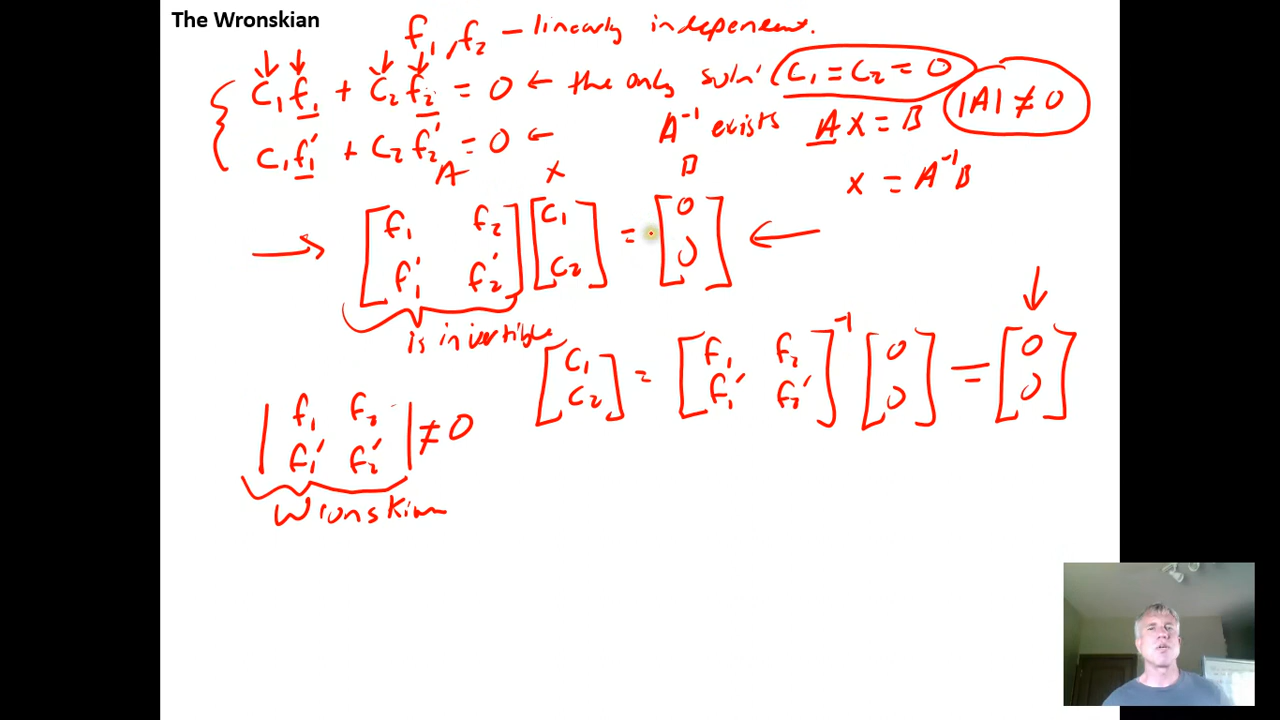 The Wronskian
f₁, f₂ – linearly independent.
C₁f₁ + C₂f₂ = 0 ← the only soln' C₁ = C₂ = 0
|A| ≠ 0
C₁f₁' + C₂f₂' = 0 ←
A⁻¹ exists
AX = B
X = A⁻¹B
A X B
→ [f₁ f₂; f₁' f₂'] [C₁; C₂] = [0; 0] ←
is invertible
[C₁; C₂] = [f₁ f₂; f₁' f₂']⁻¹ [0; 0] = [0; 0]
|f₁ f₂; f₁' f₂'| ≠ 0
Wronskian